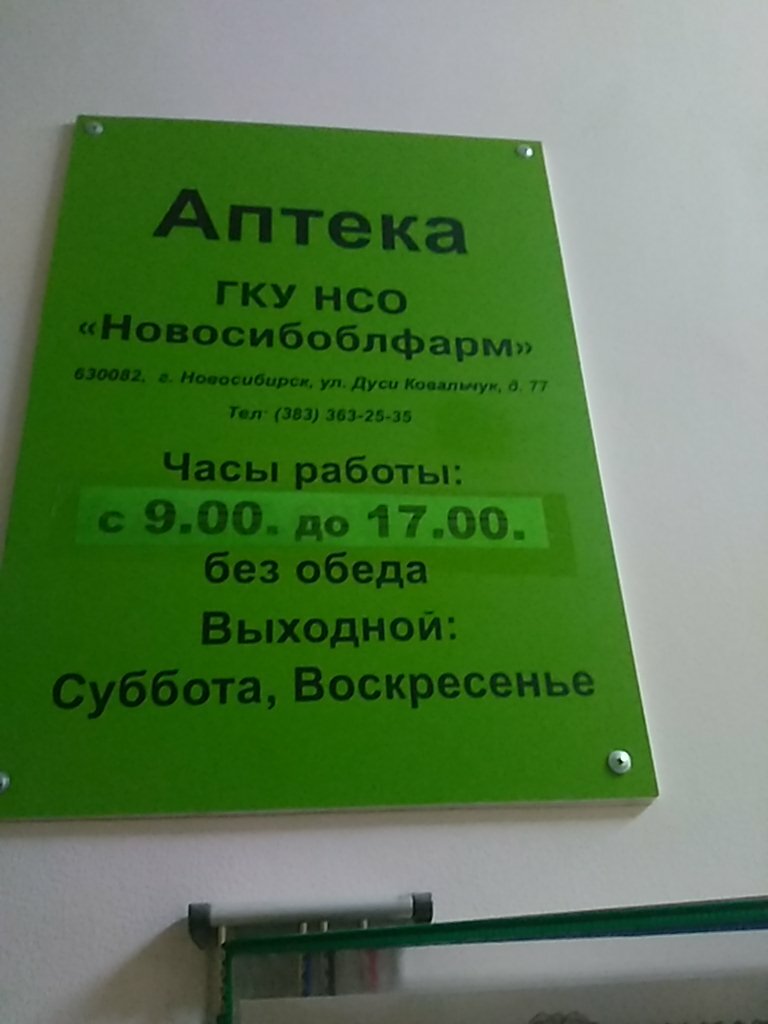 Аптека
ГКУ НСО
«Новосибоблфарм»
630082, г. Новосибирск, ул. Дуси Ковальчук, д. 77
Тел: (383) 363-25-35
Часы работы:
с 9.00. до 17.00.
без обеда
Выходной:
Суббота, Воскресенье